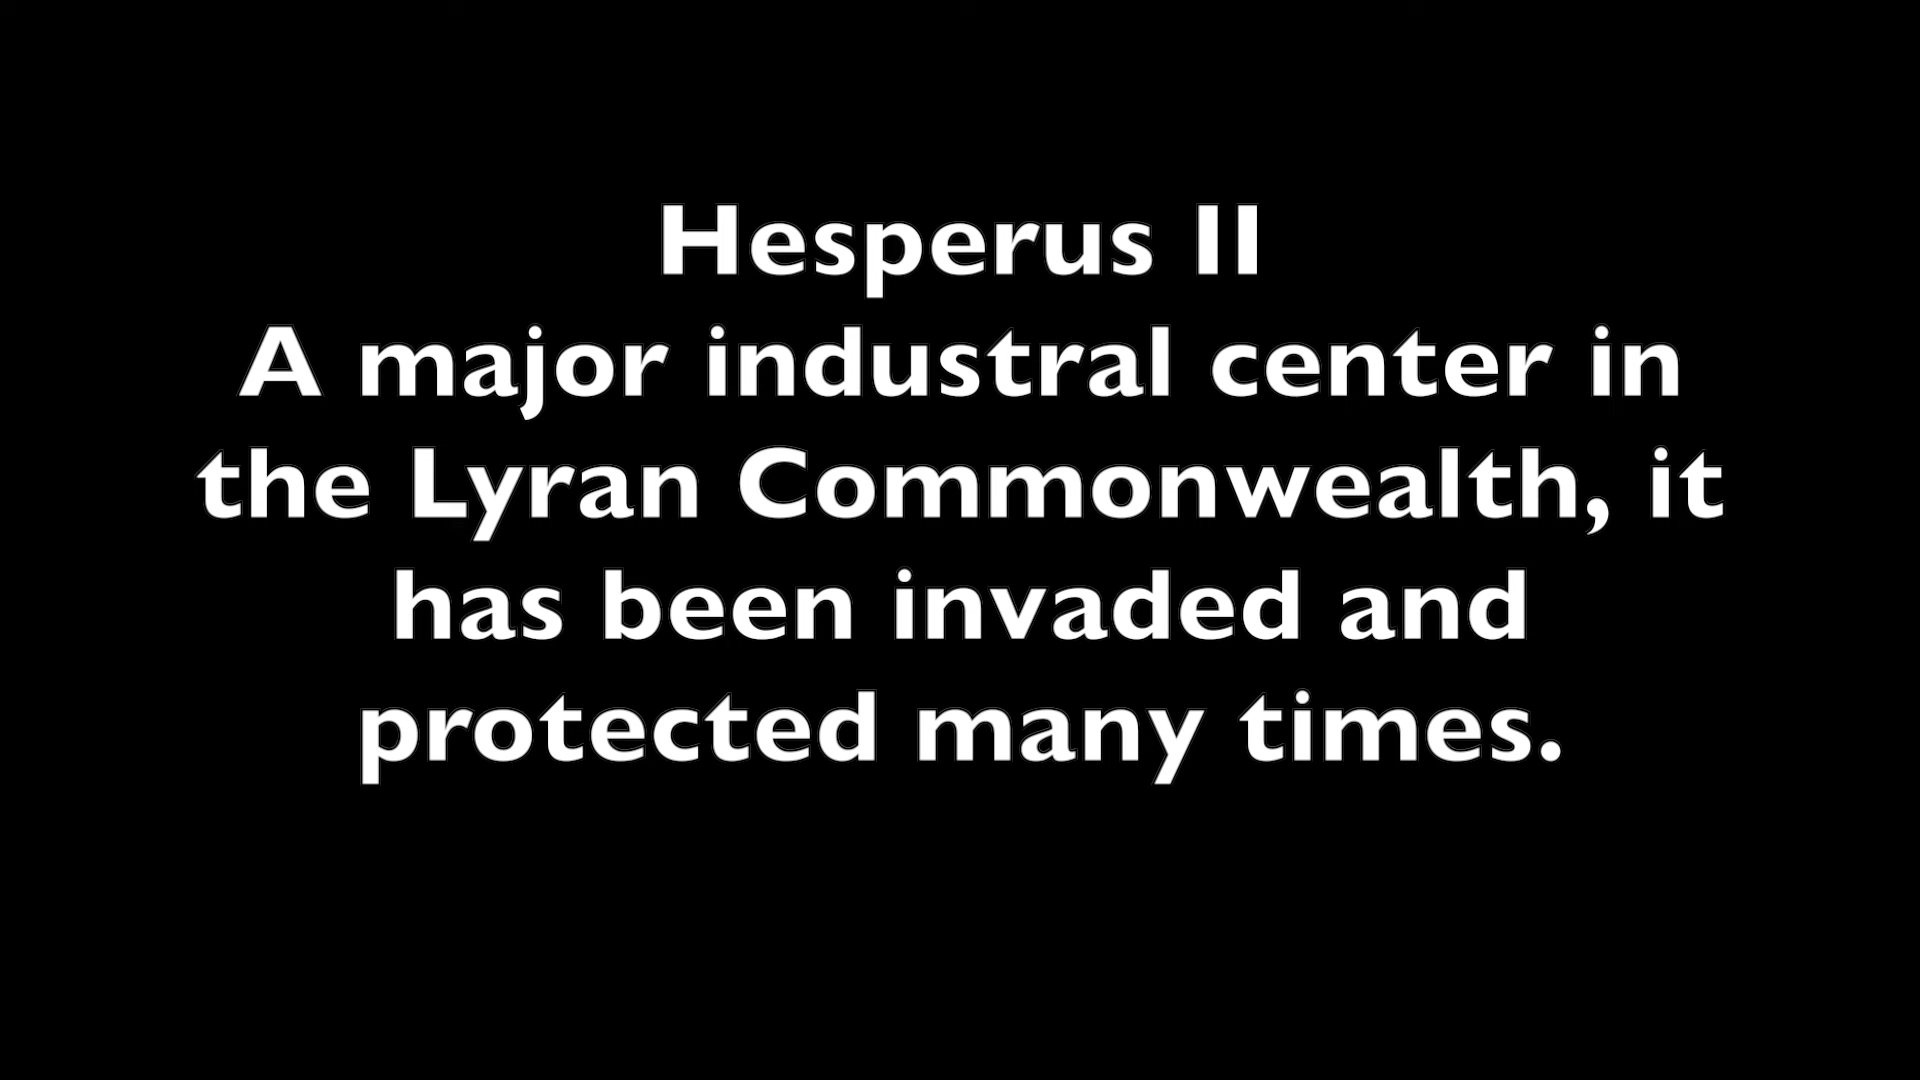 Hesperus II
A major industral center in
the Lyran Commonwealth, it
has been invaded and
protected many times.